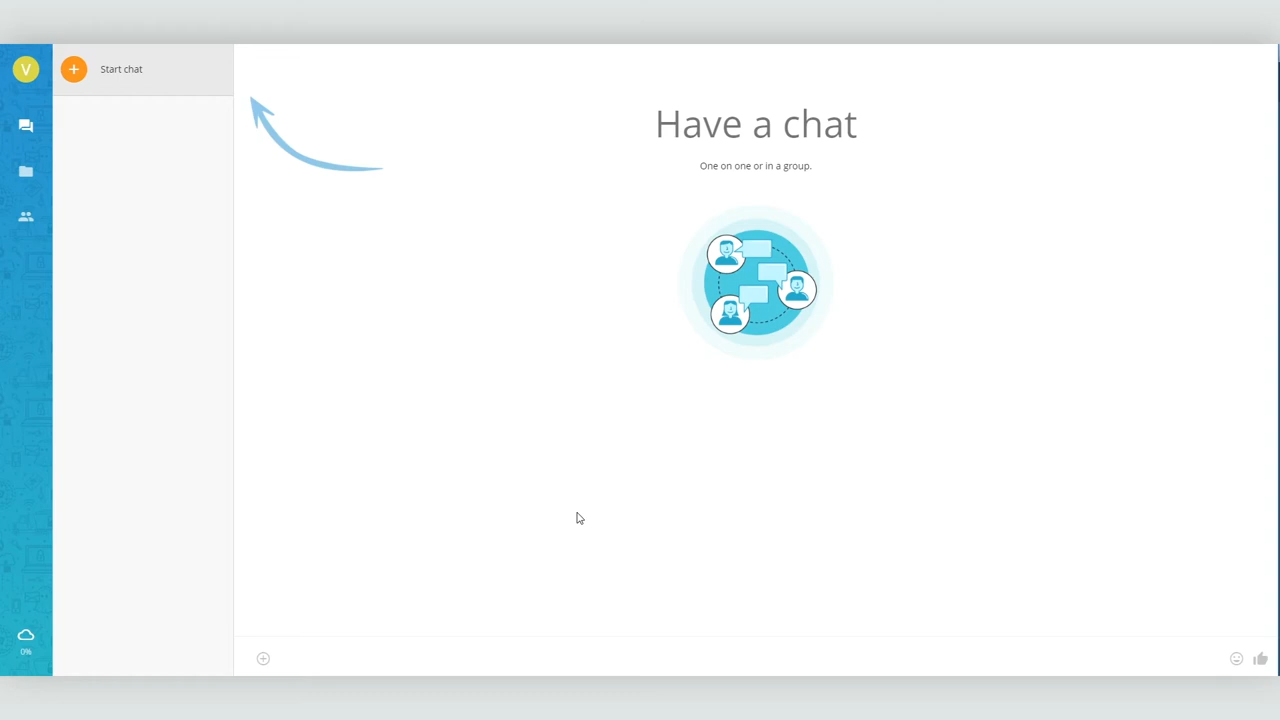 V
Start chat
Have a chat
One on one or in a group.
0%